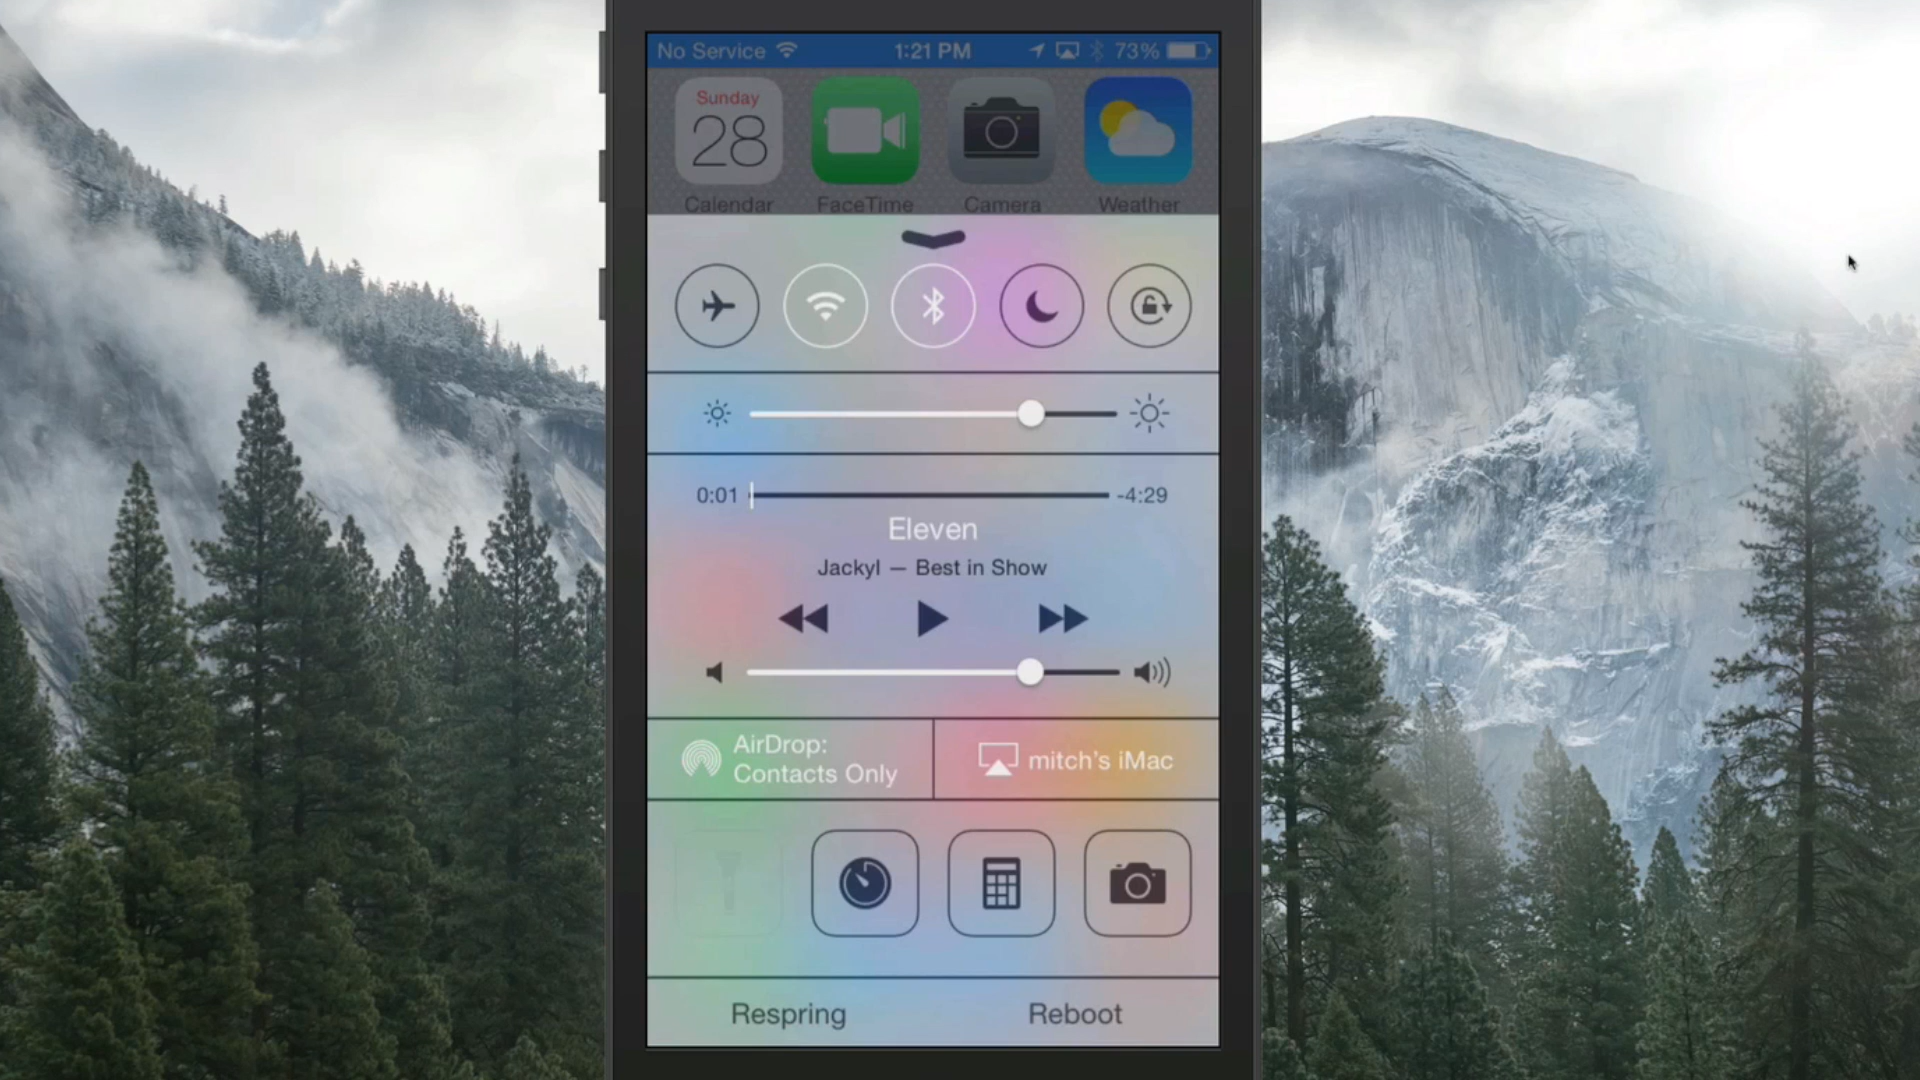 No Service 1:21 PM 73%
Sunday
28
Calendar FaceTime Camera Weather
0:01 -4:29
Eleven
Jackyl — Best in Show
AirDrop:
Contacts Only
mitch's iMac
Respring Reboot